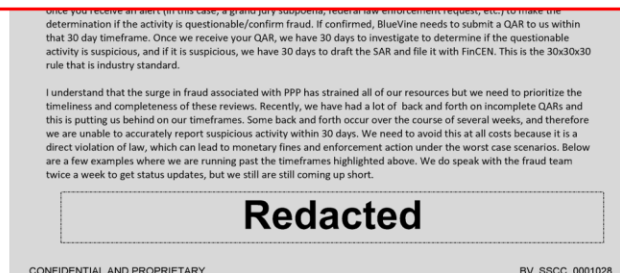 once you receive an alert (in this case, a grand jury subpoena, federal law enforcement request, etc.) to make the
determination if the activity is questionable/confirm fraud. If confirmed, BlueVine needs to submit a QAR to us within
that 30 day timeframe. Once we receive your QAR, we have 30 days to investigate to determine if the questionable
activity is suspicious, and if it is suspicious, we have 30 days to draft the SAR and file it with FinCEN. This is the 30x30x30
rule that is industry standard.
I understand that the surge in fraud associated with PPP has strained all of our resources but we need to prioritize the
timeliness and completeness of these reviews. Recently, we have had a lot of back and forth on incomplete QARs and
this is putting us behind on our timeframes. Some back and forth occur over the course of several weeks, and therefore
we are unable to accurately report suspicious activity within 30 days. We need to avoid this at all costs because it is a
direct violation of law, which can lead to monetary fines and enforcement action under the worst case scenarios. Below
are a few examples where we are running past the timeframes highlighted above. We do speak with the fraud team
twice a week to get status updates, but we still are still coming up short.
Redacted
CONFIDENTIAL AND PROPRIETARY
BV_SSCC_0001028